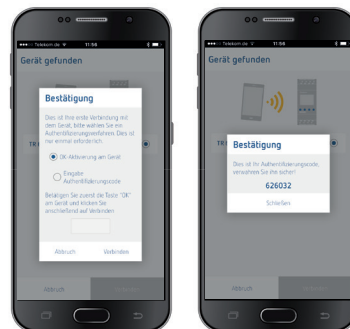 Telekom.de 11:56
Gerät gefunden
Bestätigung
Dies ist Ihre erste Verbindung mit
dem Gerät, bitte wählen Sie ein
Authentifizierungsverfahren. Dies ist
nur einmal erforderlich.
OK-Aktivierung am Gerät
Eingabe
Authentifizierungscode
Betätigen Sie zuerst die Taste "OK"
am Gerät und klicken Sie
anschließend auf Verbinden
Abbruch Verbinden
Abbruch
Telekom.de 11:56
Gerät gefunden
Bestätigung
Dies ist Ihr Authentifizierungscode,
verwahren Sie ihn sicher!
626032
Schließen
Abbruch